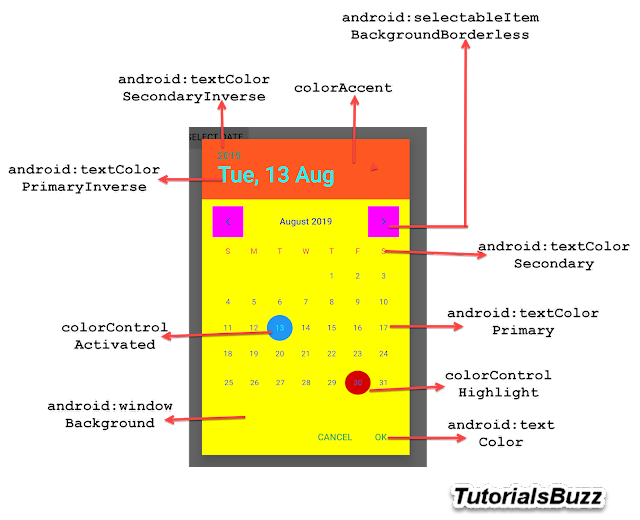 android:selectableItem
BackgroundBorderless
android:textColor
SecondaryInverse
colorAccent
SELECT DATE
2019
android:textColor
PrimaryInverse
Tue, 13 Aug
August 2019
S M T W T F S
android:textColor
Secondary
1 2 3
4 5 6 7 8 9 10
android:textColor
Primary
colorControl
Activated
11 12 13 14 15 16 17
18 19 20 21 22 23 24
25 26 27 28 29 30 31
colorControl
Highlight
android:window
Background
android:text
Color
CANCEL OK
TutorialsBuzz